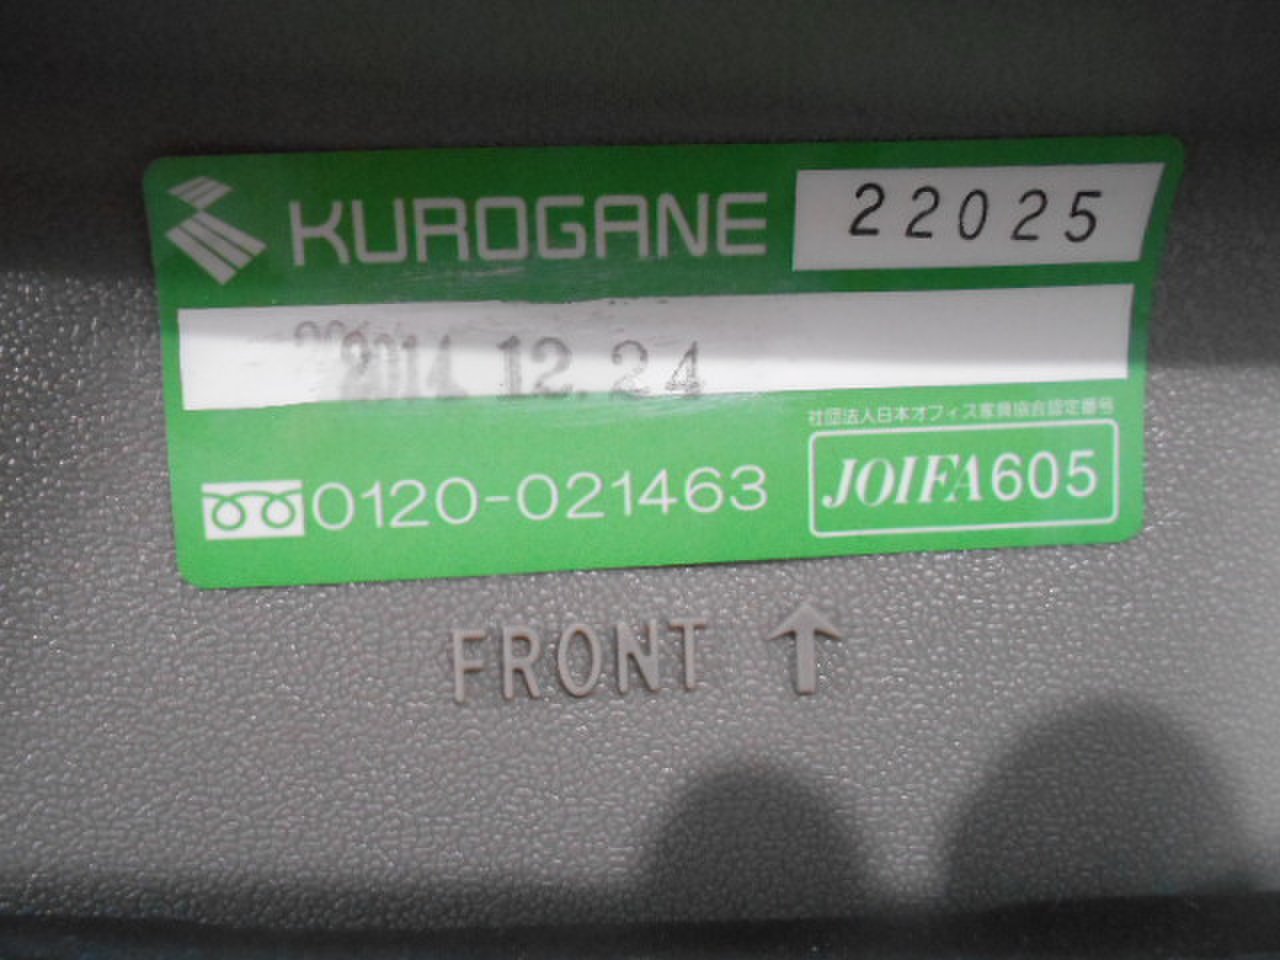 KUROGANE
22025
2014.12.24
社団法人日本オフィス家具協会認定番号
0120-021463
JOIFA605
FRONT ↑